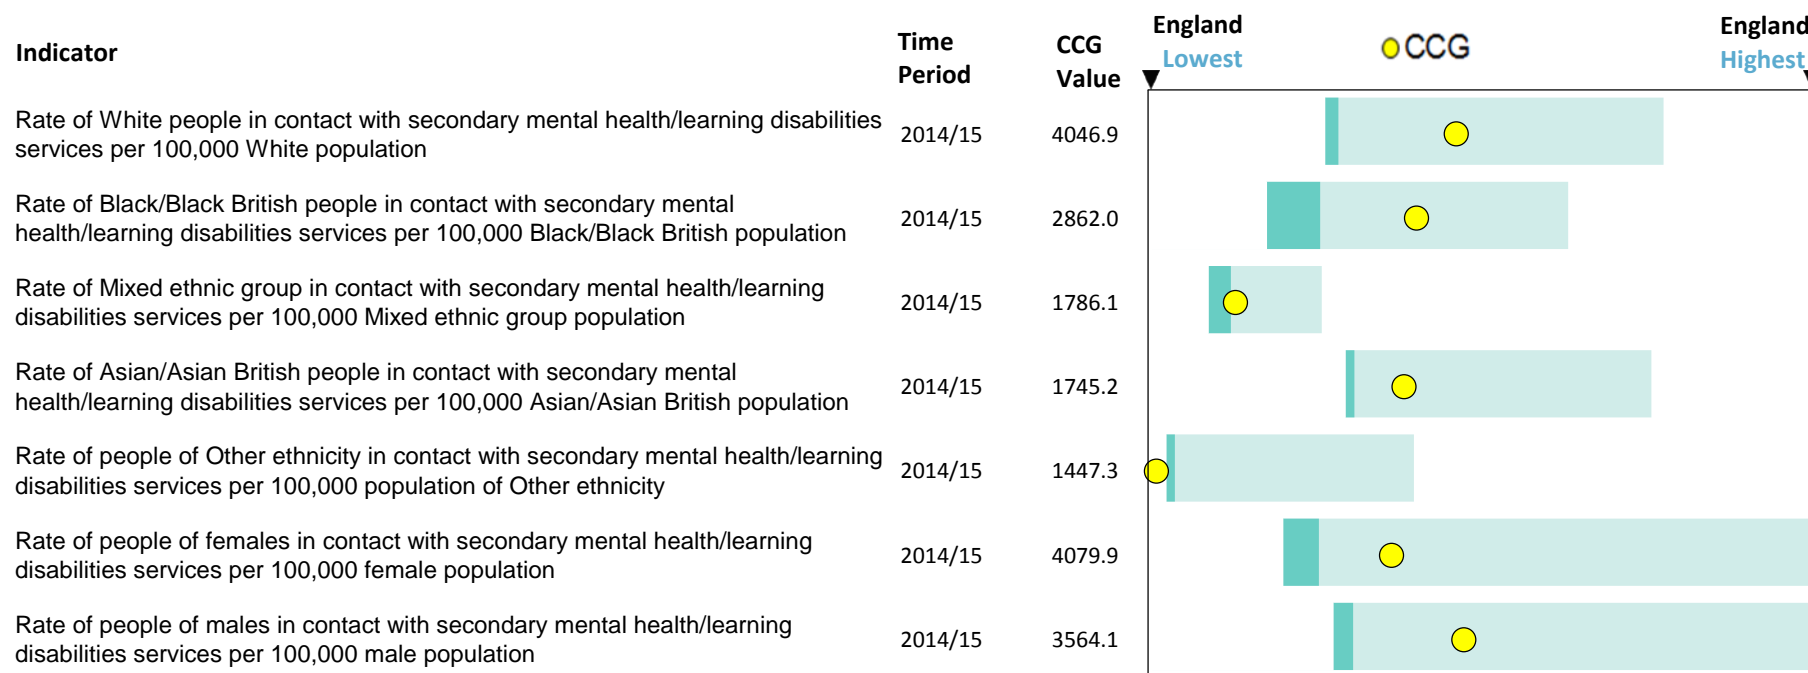 Indicator
Time
Period
CCG
Value
England
Lowest
CCG
England
Highest
Rate of White people in contact with secondary mental health/learning disabilities
services per 100,000 White population
2014/15
4046.9
Rate of Black/Black British people in contact with secondary mental
health/learning disabilities services per 100,000 Black/Black British population
2014/15
2862.0
Rate of Mixed ethnic group in contact with secondary mental health/learning
disabilities services per 100,000 Mixed ethnic group population
2014/15
1786.1
Rate of Asian/Asian British people in contact with secondary mental
health/learning disabilities services per 100,000 Asian/Asian British population
2014/15
1745.2
Rate of people of Other ethnicity in contact with secondary mental health/learning
disabilities services per 100,000 population of Other ethnicity
2014/15
1447.3
Rate of people of females in contact with secondary mental health/learning
disabilities services per 100,000 female population
2014/15
4079.9
Rate of people of males in contact with secondary mental health/learning
disabilities services per 100,000 male population
2014/15
3564.1